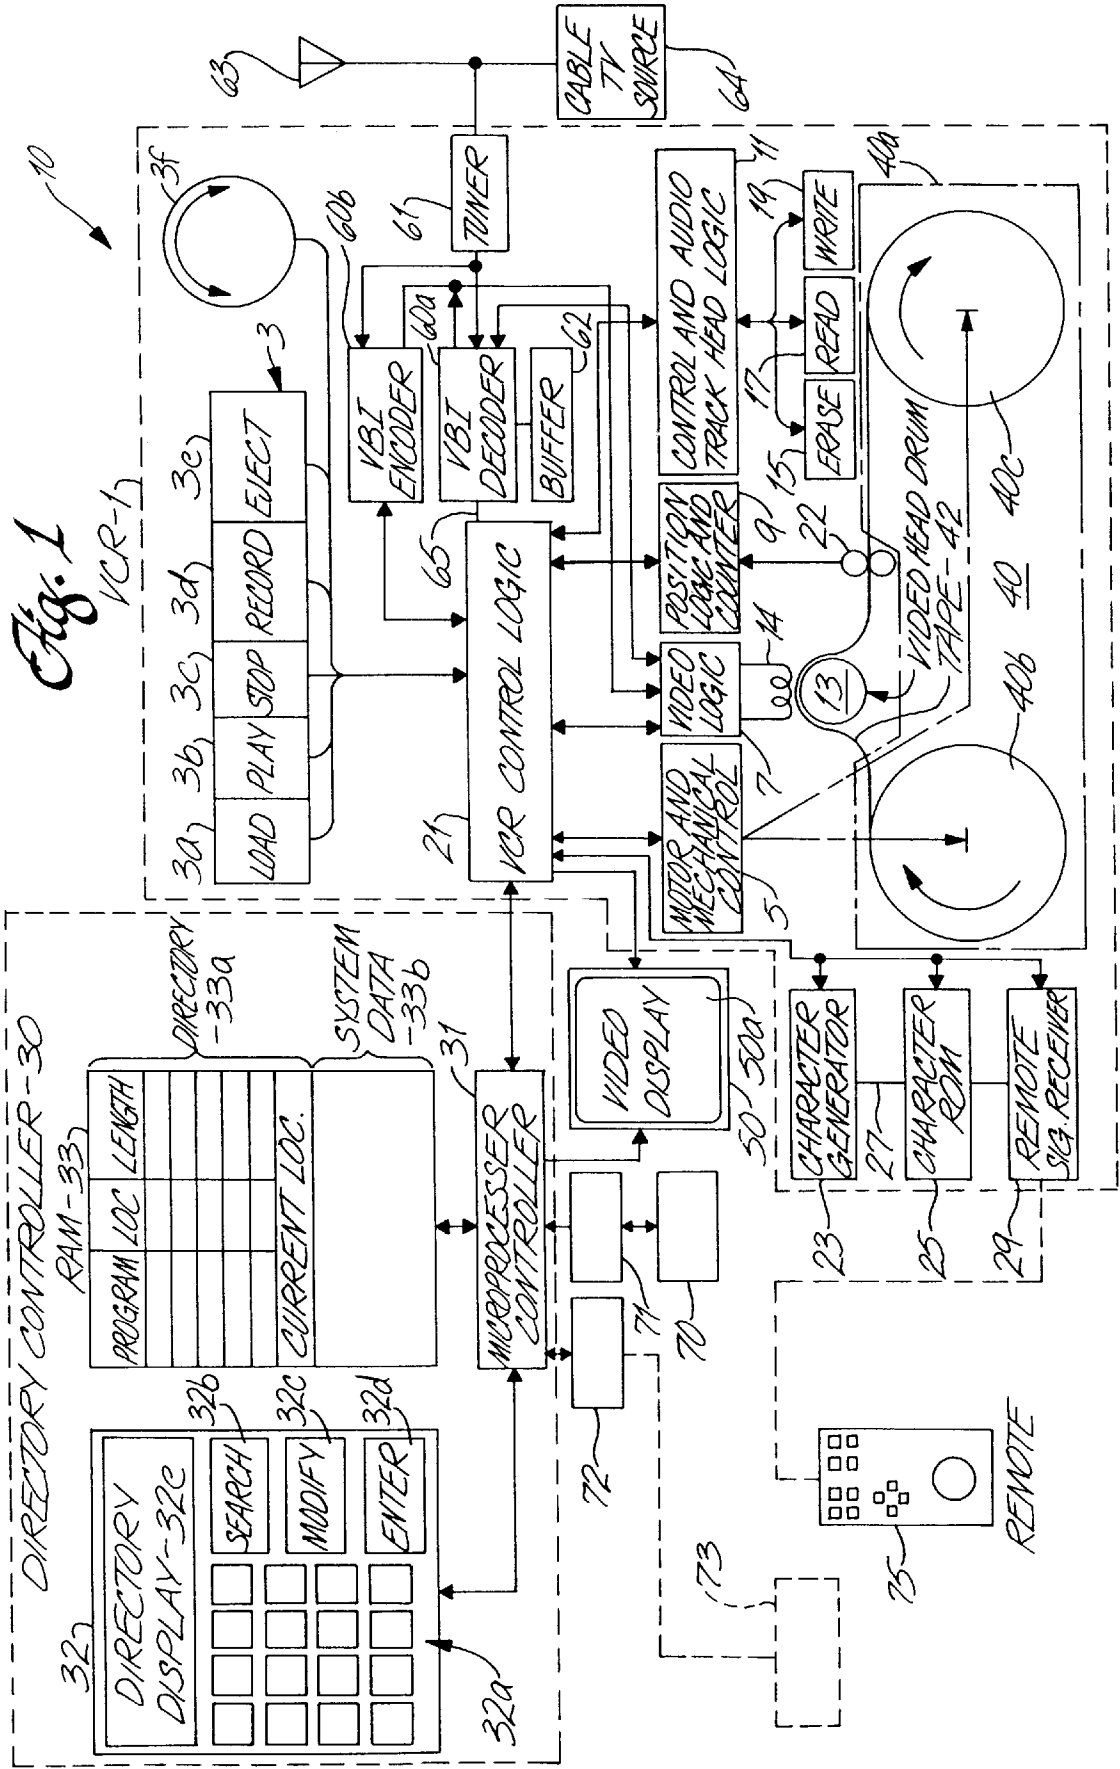 Fig. 1
10
VCR-1
DIRECTORY CONTROLLER-30
RAM-33
PROGRAM LOC LENGTH
CURRENT LOC.
DIRECTORY
-33a
SYSTEM
DATA
-33b
32
DIRECTORY
DISPLAY-32e
SEARCH
32b
MODIFY
32c
ENTER
32d
32a
MICROPROCESSER
CONTROLLER
31
3a
3b
3c
3d
3e
LOAD
PLAY
STOP
RECORD
EJECT
3
3f
21
VCR CONTROL LOGIC
65
VBI
ENCODER
60b
VBI
DECODER
60a
BUFFER
62
61
TUNER
63
CABLE
TV
SOURCE
64
MOTOR AND
MECHANICAL
CONTROL
5
VIDEO
LOGIC
7
POSITION
LOGIC AND
COUNTER
9
CONTROL AND AUDIO
TRACK HEAD LOGIC
11
14
13
22
15
ERASE
17
READ
19
WRITE
VIDEO HEAD DRUM
TAPE-42
40
40a
40b
40c
VIDEO
DISPLAY
50
50a
CHARACTER
GENERATOR
23
27
CHARACTER
ROM
25
REMOTE
SIG. RECEIVER
29
71
70
72
73
75
REMOTE